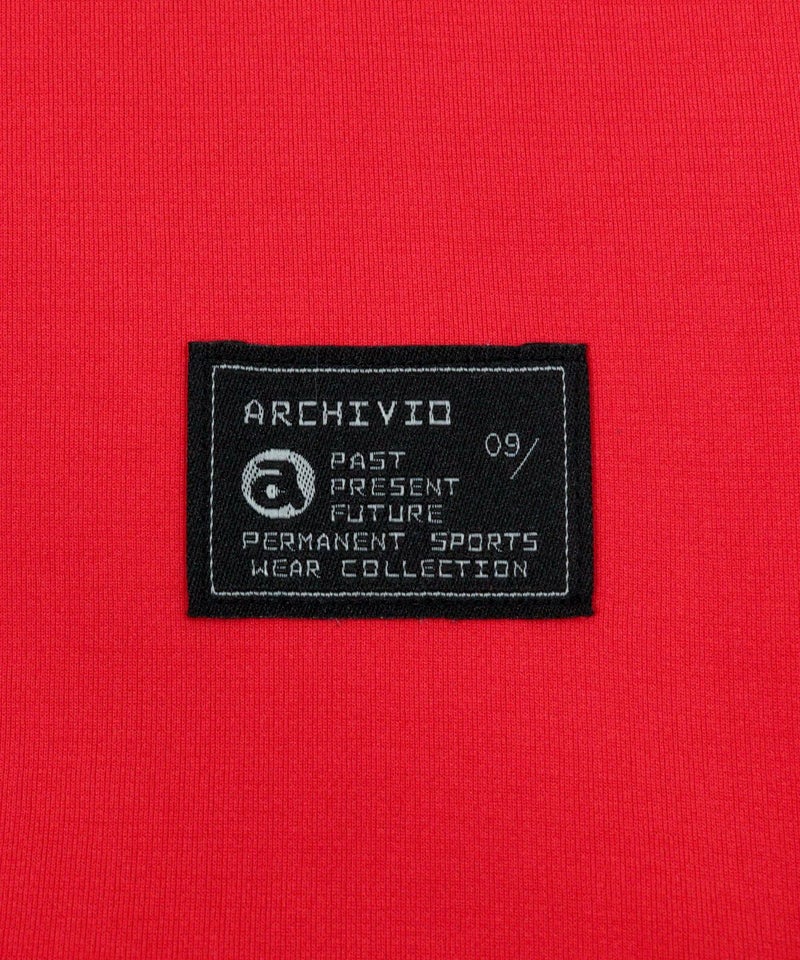 ARCHIVIO
09/
a PAST
PRESENT
FUTURE
PERMANENT SPORTS
WEAR COLLECTION